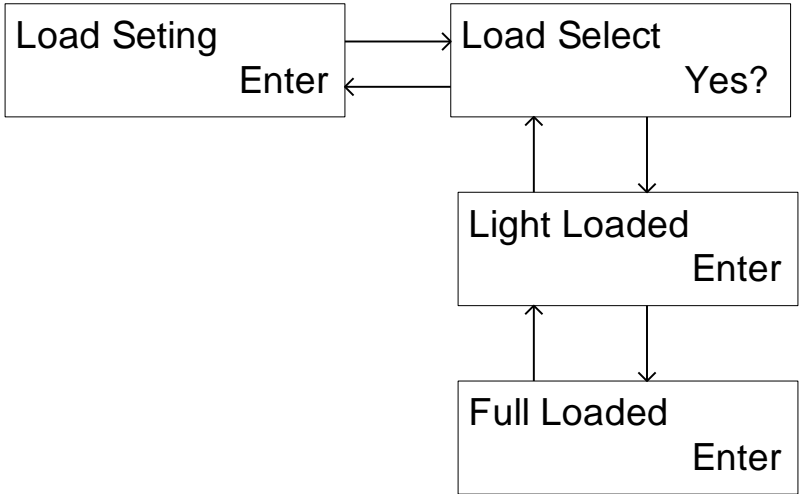 Load Seting
Enter
Load Select
Yes?
Light Loaded
Enter
Full Loaded
Enter